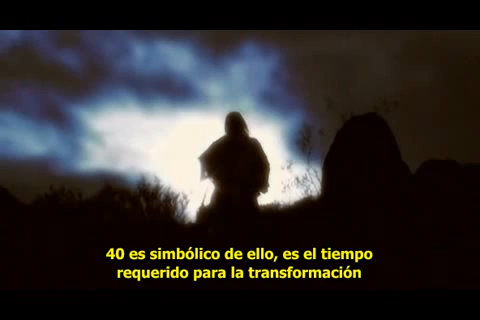 40 es simbólico de ello, es el tiempo
requerido para la transformación